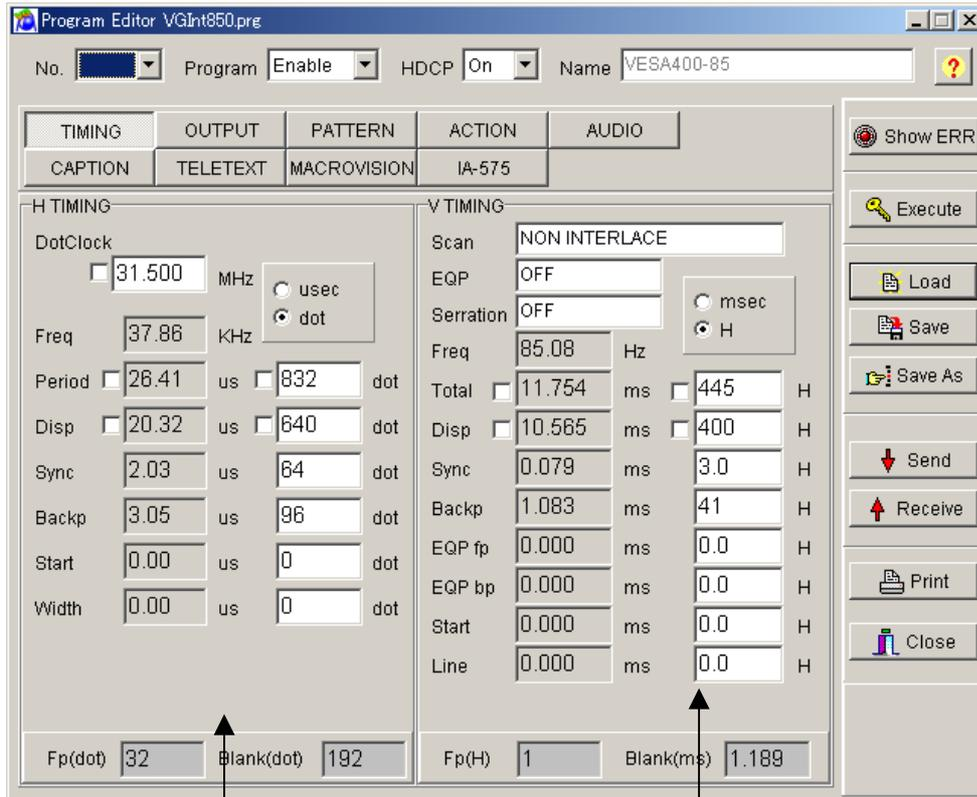 Program Editor VGInt850.prg
No. Program Enable HDCP On Name VESA400-85 ?
TIMING OUTPUT PATTERN ACTION AUDIO
CAPTION TELETEXT MACROVISION IA-575
Show ERR
Execute
Load
Save
Save As
Send
Receive
Print
Close
H TIMING
DotClock
31.500 MHz
usec
dot
Freq 37.86 KHz
Period 26.41 us 832 dot
Disp 20.32 us 640 dot
Sync 2.03 us 64 dot
Backp 3.05 us 96 dot
Start 0.00 us 0 dot
Width 0.00 us 0 dot
Fp(dot) 32 Blank(dot) 192
V TIMING
Scan NON INTERLACE
EQP OFF
Serration OFF
msec
H
Freq 85.08 Hz
Total 11.754 ms 445 H
Disp 10.565 ms 400 H
Sync 0.079 ms 3.0 H
Backp 1.083 ms 41 H
EQP fp 0.000 ms 0.0 H
EQP bp 0.000 ms 0.0 H
Start 0.000 ms 0.0 H
Line 0.000 ms 0.0 H
Fp(H) 1 Blank(ms) 1.189